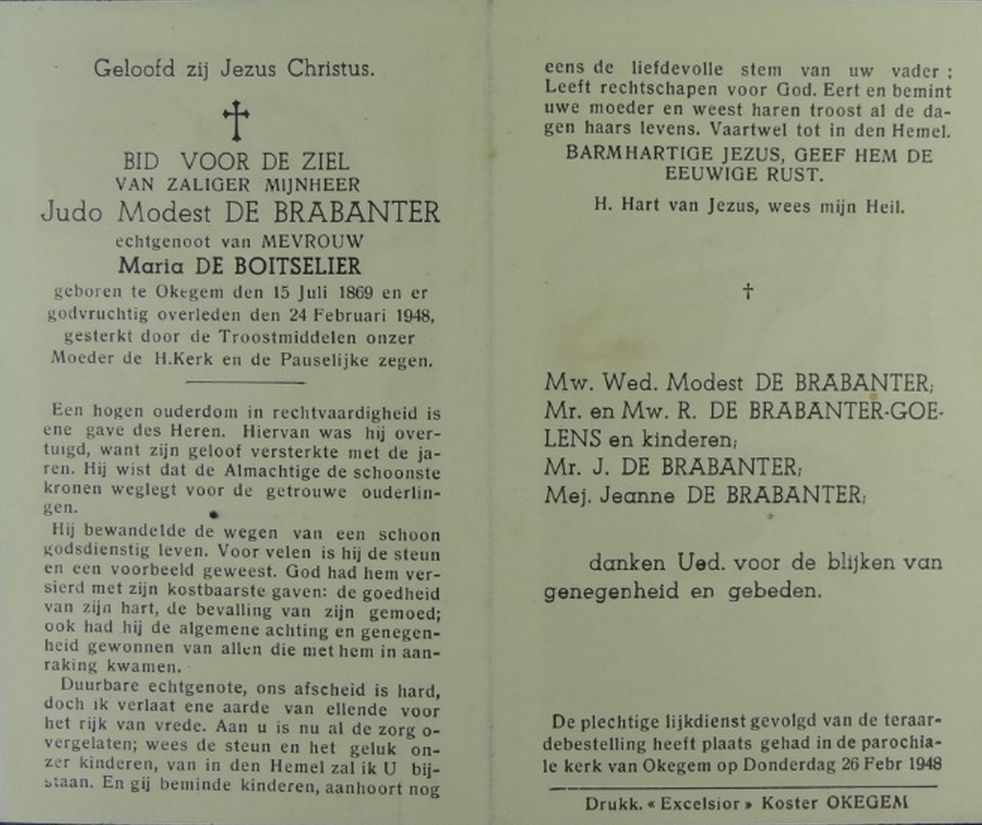 Geloofd zij Jezus Christus.
BID VOOR DE ZIEL
VAN ZALIGER MIJNHEER
Judo Modest DE BRABANTER
echtgenoot van MEVROUW
Maria DE BOITSELIER
geboren te Okegem den 15 Juli 1869 en er
godvruchtig overleden den 24 Februari 1948,
gesterkt door de Troostmiddelen onzer
Moeder de H.Kerk en de Pauselijke zegen.
Een hogen ouderdom in rechtvaardigheid is
ene gave des Heren. Hiervan was hij over-
tuigd, want zijn geloof versterkte met de ja-
ren. Hij wist dat de Almachtige de schoonste
kronen weglegt voor de getrouwe ouderlin-
gen.
Hij bewandelde de wegen van een schoon
godsdienstig leven. Voor velen is hij de steun
en een voorbeeld geweest. God had hem ver-
sierd met zijn kostbaarste gaven: de goedheid
van zijn hart, de bevalling van zijn gemoed;
ook had hij de algemene achting en genegen-
heid gewonnen van allen die met hem in aan-
raking kwamen.
Duurbare echtgenote, ons afscheid is hard,
doch ik verlaat ene aarde van ellende voor
het rijk van vrede. Aan u is nu al de zorg o-
vergelaten; wees de steun en het geluk on-
zer kinderen, van in den Hemel zal ik U bij-
staan. En gij beminde kinderen, aanhoort nog
eens de liefdevolle stem van uw vader:
Leeft rechtschapen voor God. Eert en bemint
uwe moeder en weest haren troost al de da-
gen haars levens. Vaartwel tot in den Hemel.
BARMHARTIGE JEZUS, GEEF HEM DE
EEUWIGE RUST.
H. Hart van Jezus, wees mijn Heil.
Mw. Wed. Modest DE BRABANTER;
Mr. en Mw. R. DE BRABANTER-GOE-
LENS en kinderen;
Mr. J. DE BRABANTER;
Mej. Jeanne DE BRABANTER;
danken Ued. voor de blijken van
genegenheid en gebeden.
De plechtige lijkdienst gevolgd van de teraar-
debestelling heeft plaats gehad in de parochia-
le kerk van Okegem op Donderdag 26 Febr 1948
Drukk. « Excelsior » Koster OKEGEM